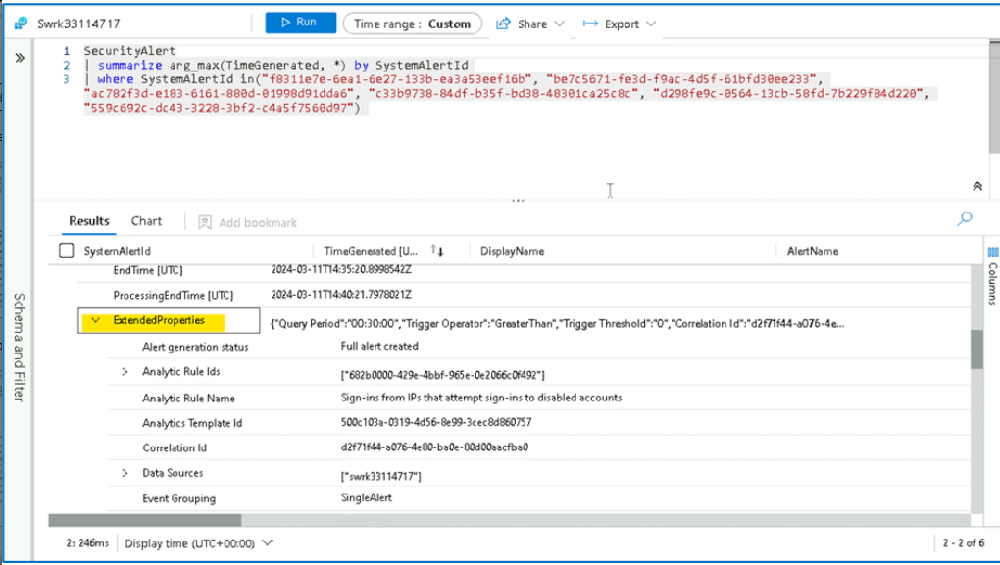 Swrk33114717
Run
Time range : Custom
Share
Export
1 SecurityAlert
2 | summarize arg_max(TimeGenerated, *) by SystemAlertId
3 | where SystemAlertId in("f8311e7e-6ea1-6e27-133b-ea3a53eef16b", "be7c5671-fe3d-f9ac-4d5f-61bfd30ee233",
"ac782f3d-e183-6161-880d-01998d91dda6", "c33b9738-84df-b35f-bd38-48301ca25c8c", "d298fe9c-0564-13cb-58fd-7b229f84d220",
"559c692c-dc43-3228-3bf2-c4a5f7560d97")
Results Chart Add bookmark
SystemAlertId TimeGenerated [U... DisplayName AlertName
EndTime [UTC] 2024-03-11T14:35:20.8998542Z
ProcessingEndTime [UTC] 2024-03-11T14:40:21.7978021Z
ExtendedProperties {"Query Period":"00:30:00","Trigger Operator":"GreaterThan","Trigger Threshold":"0","Correlation Id":"d2f71f44-a076-4e...
Alert generation status Full alert created
Analytic Rule Ids ["682b0000-429e-4bbf-965e-0e2066c0f492"]
Analytic Rule Name Sign-ins from IPs that attempt sign-ins to disabled accounts
Analytics Template Id 500c103a-0319-4d56-8e99-3cec8d860757
Correlation Id d2f71f44-a076-4e80-ba0e-80d00aacfba0
Data Sources ["swrk33114717"]
Event Grouping SingleAlert
2s 246ms Display time (UTC+00:00) 2 - 2 of 6
Schema and Filter
Columns